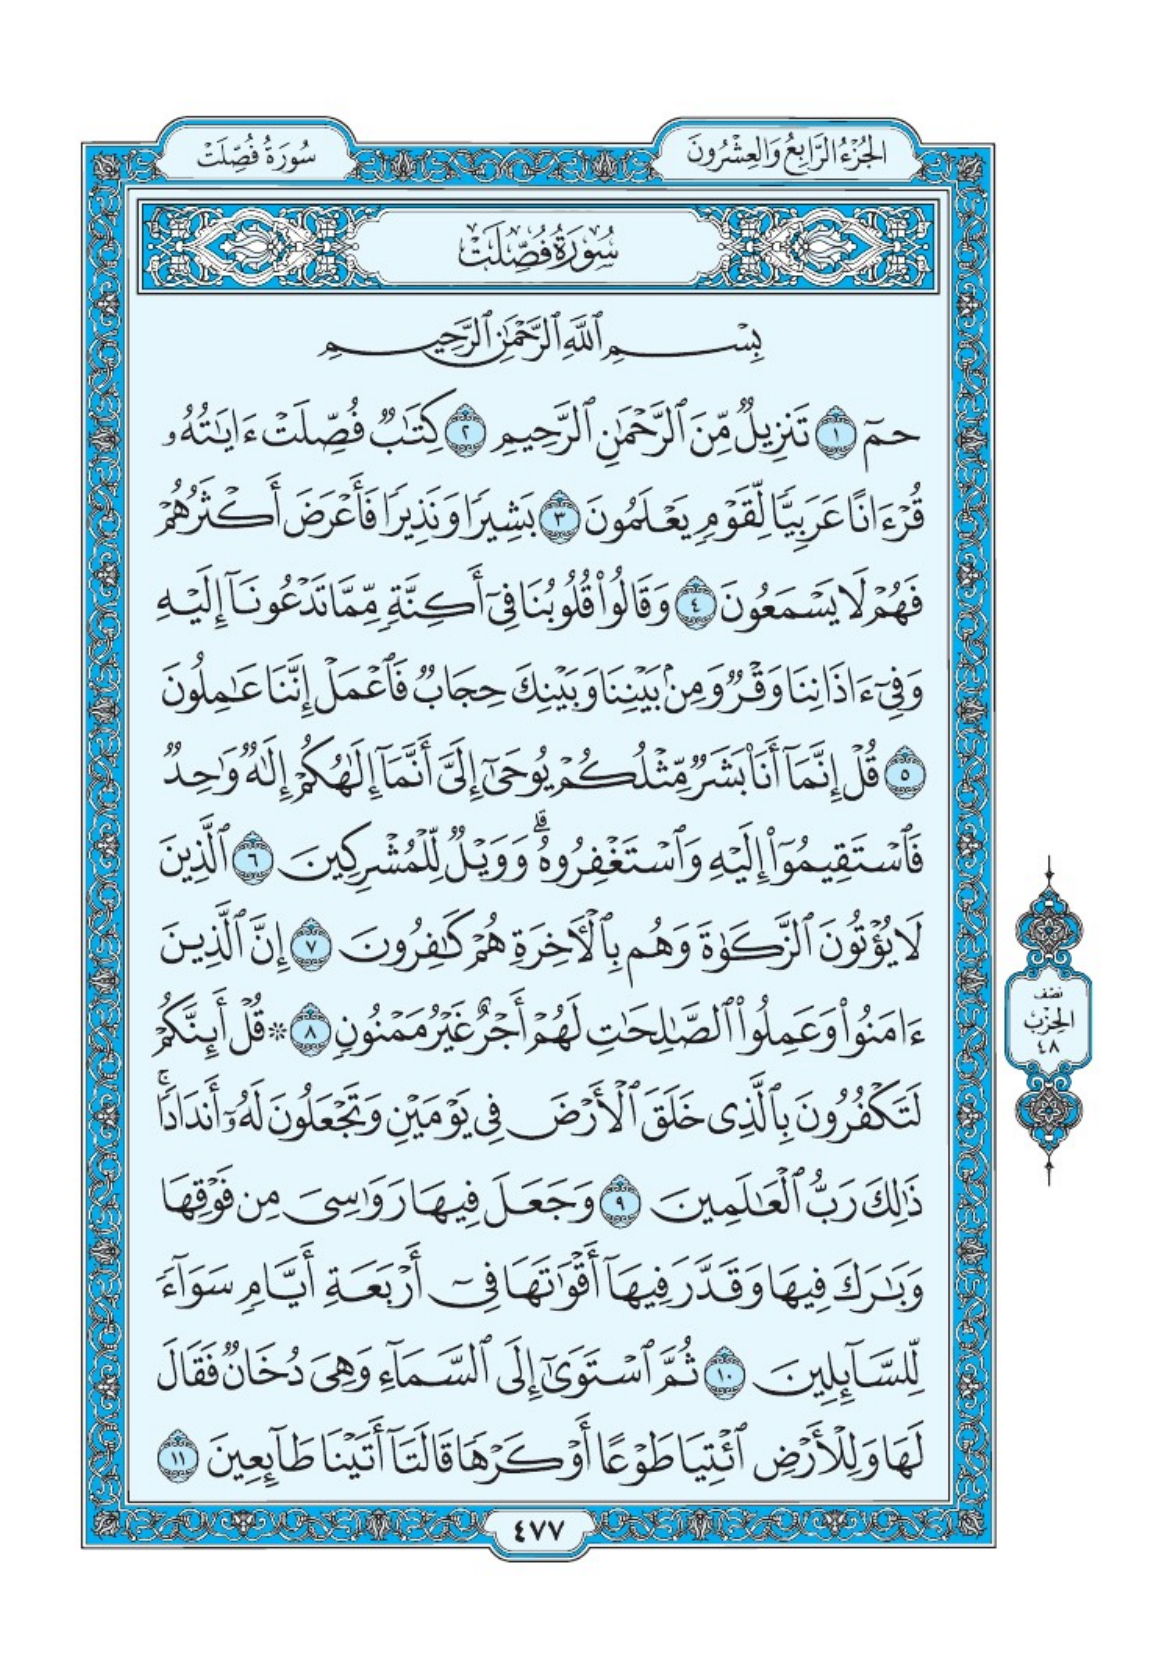 الجُزْءُ الرَّابِعُ وَالعِشْرُونَ
سُورَةُ فُصِّلَتْ
سُورَةُ فُصِّلَتْ
بِسْمِ ٱللَّهِ ٱلرَّحْمَٰنِ ٱلرَّحِيمِ
حمٓ ١ تَنزِيلٌ مِّنَ ٱلرَّحْمَٰنِ ٱلرَّحِيمِ ٢ كِتَٰبٌ فُصِّلَتْ ءَايَٰتُهُۥ
قُرْءَانًا عَرَبِيًّا لِّقَوْمٍ يَعْلَمُونَ ٣ بَشِيرًا وَنَذِيرًا فَأَعْرَضَ أَكْثَرُهُمْ
فَهُمْ لَا يَسْمَعُونَ ٤ وَقَالُوا۟ قُلُوبُنَا فِىٓ أَكِنَّةٍ مِّمَّا تَدْعُونَآ إِلَيْهِ
وَفِىٓ ءَاذَانِنَا وَقْرٌ وَمِنۢ بَيْنِنَا وَبَيْنِكَ حِجَابٌ فَٱعْمَلْ إِنَّنَا عَٰمِلُونَ
٥ قُلْ إِنَّمَآ أَنَا۠ بَشَرٌ مِّثْلُكُمْ يُوحَىٰٓ إِلَىَّ أَنَّمَآ إِلَٰهُكُمْ إِلَٰهٌ وَٰحِدٌ
فَٱسْتَقِيمُوٓا۟ إِلَيْهِ وَٱسْتَغْفِرُوهُ ۗ وَوَيْلٌ لِّلْمُشْرِكِينَ ٦ ٱلَّذِينَ
لَا يُؤْتُونَ ٱلزَّكَوٰةَ وَهُم بِٱلْءَاخِرَةِ هُمْ كَٰفِرُونَ ٧ إِنَّ ٱلَّذِينَ
ءَامَنُوا۟ وَعَمِلُوا۟ ٱلصَّٰلِحَٰتِ لَهُمْ أَجْرٌ غَيْرُ مَمْنُونٍ ٨ ۞ قُلْ أَئِنَّكُمْ
لَتَكْفُرُونَ بِٱلَّذِى خَلَقَ ٱلْأَرْضَ فِى يَوْمَيْنِ وَتَجْعَلُونَ لَهُۥٓ أَندَادًا ۚ
ذَٰلِكَ رَبُّ ٱلْعَٰلَمِينَ ٩ وَجَعَلَ فِيهَا رَوَٰسِىَ مِن فَوْقِهَا
وَبَٰرَكَ فِيهَا وَقَدَّرَ فِيهَآ أَقْوَٰتَهَا فِىٓ أَرْبَعَةِ أَيَّامٍ سَوَآءً
لِّلسَّآئِلِينَ ١٠ ثُمَّ ٱسْتَوَىٰٓ إِلَى ٱلسَّمَآءِ وَهِىَ دُخَانٌ فَقَالَ
لَهَا وَلِلْأَرْضِ ٱئْتِيَا طَوْعًا أَوْ كَرْهًا قَالَتَآ أَتَيْنَا طَآئِعِينَ ١١
نصْف
الحِزْبِ
٤٨
٤٧٧